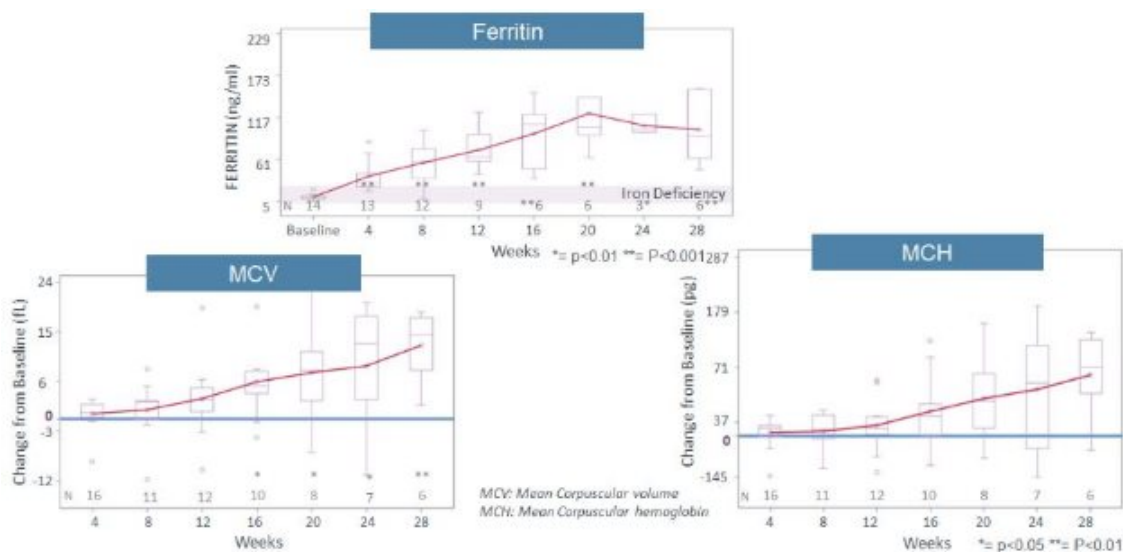 Ferritin
229
173
117
61
5
FERRITIN (ng/ml)
Iron Deficiency
N 14 13 12 9 **6 6 3* 6**
** ** ** **
Baseline 4 8 12 16 20 24 28
Weeks *= p<0.01 **= P<0.001
MCV
24
15
6
0
-3
-12
Change from Baseline (fL)
* * * **
N 16 11 12 10 8 7 6
4 8 12 16 20 24 28
Weeks
MCV: Mean Corpuscular volume
MCH: Mean Corpuscular hemoglobin
MCH
287
179
71
37
0
-145
Change from Baseline (pg)
N 16 11 12 10 8 7 6
4 8 12 16 20 24 28
Weeks *= p<0.05 **= P<0.01